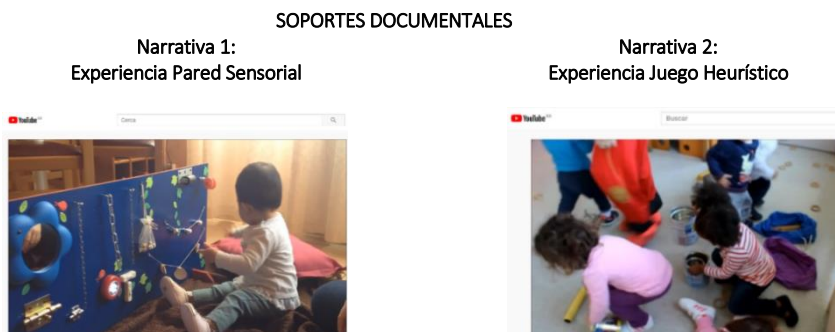 SOPORTES DOCUMENTALES
Narrativa 1:
Experiencia Pared Sensorial
Narrativa 2:
Experiencia Juego Heurístico
YouTube
Cerca
YouTube
Buscar